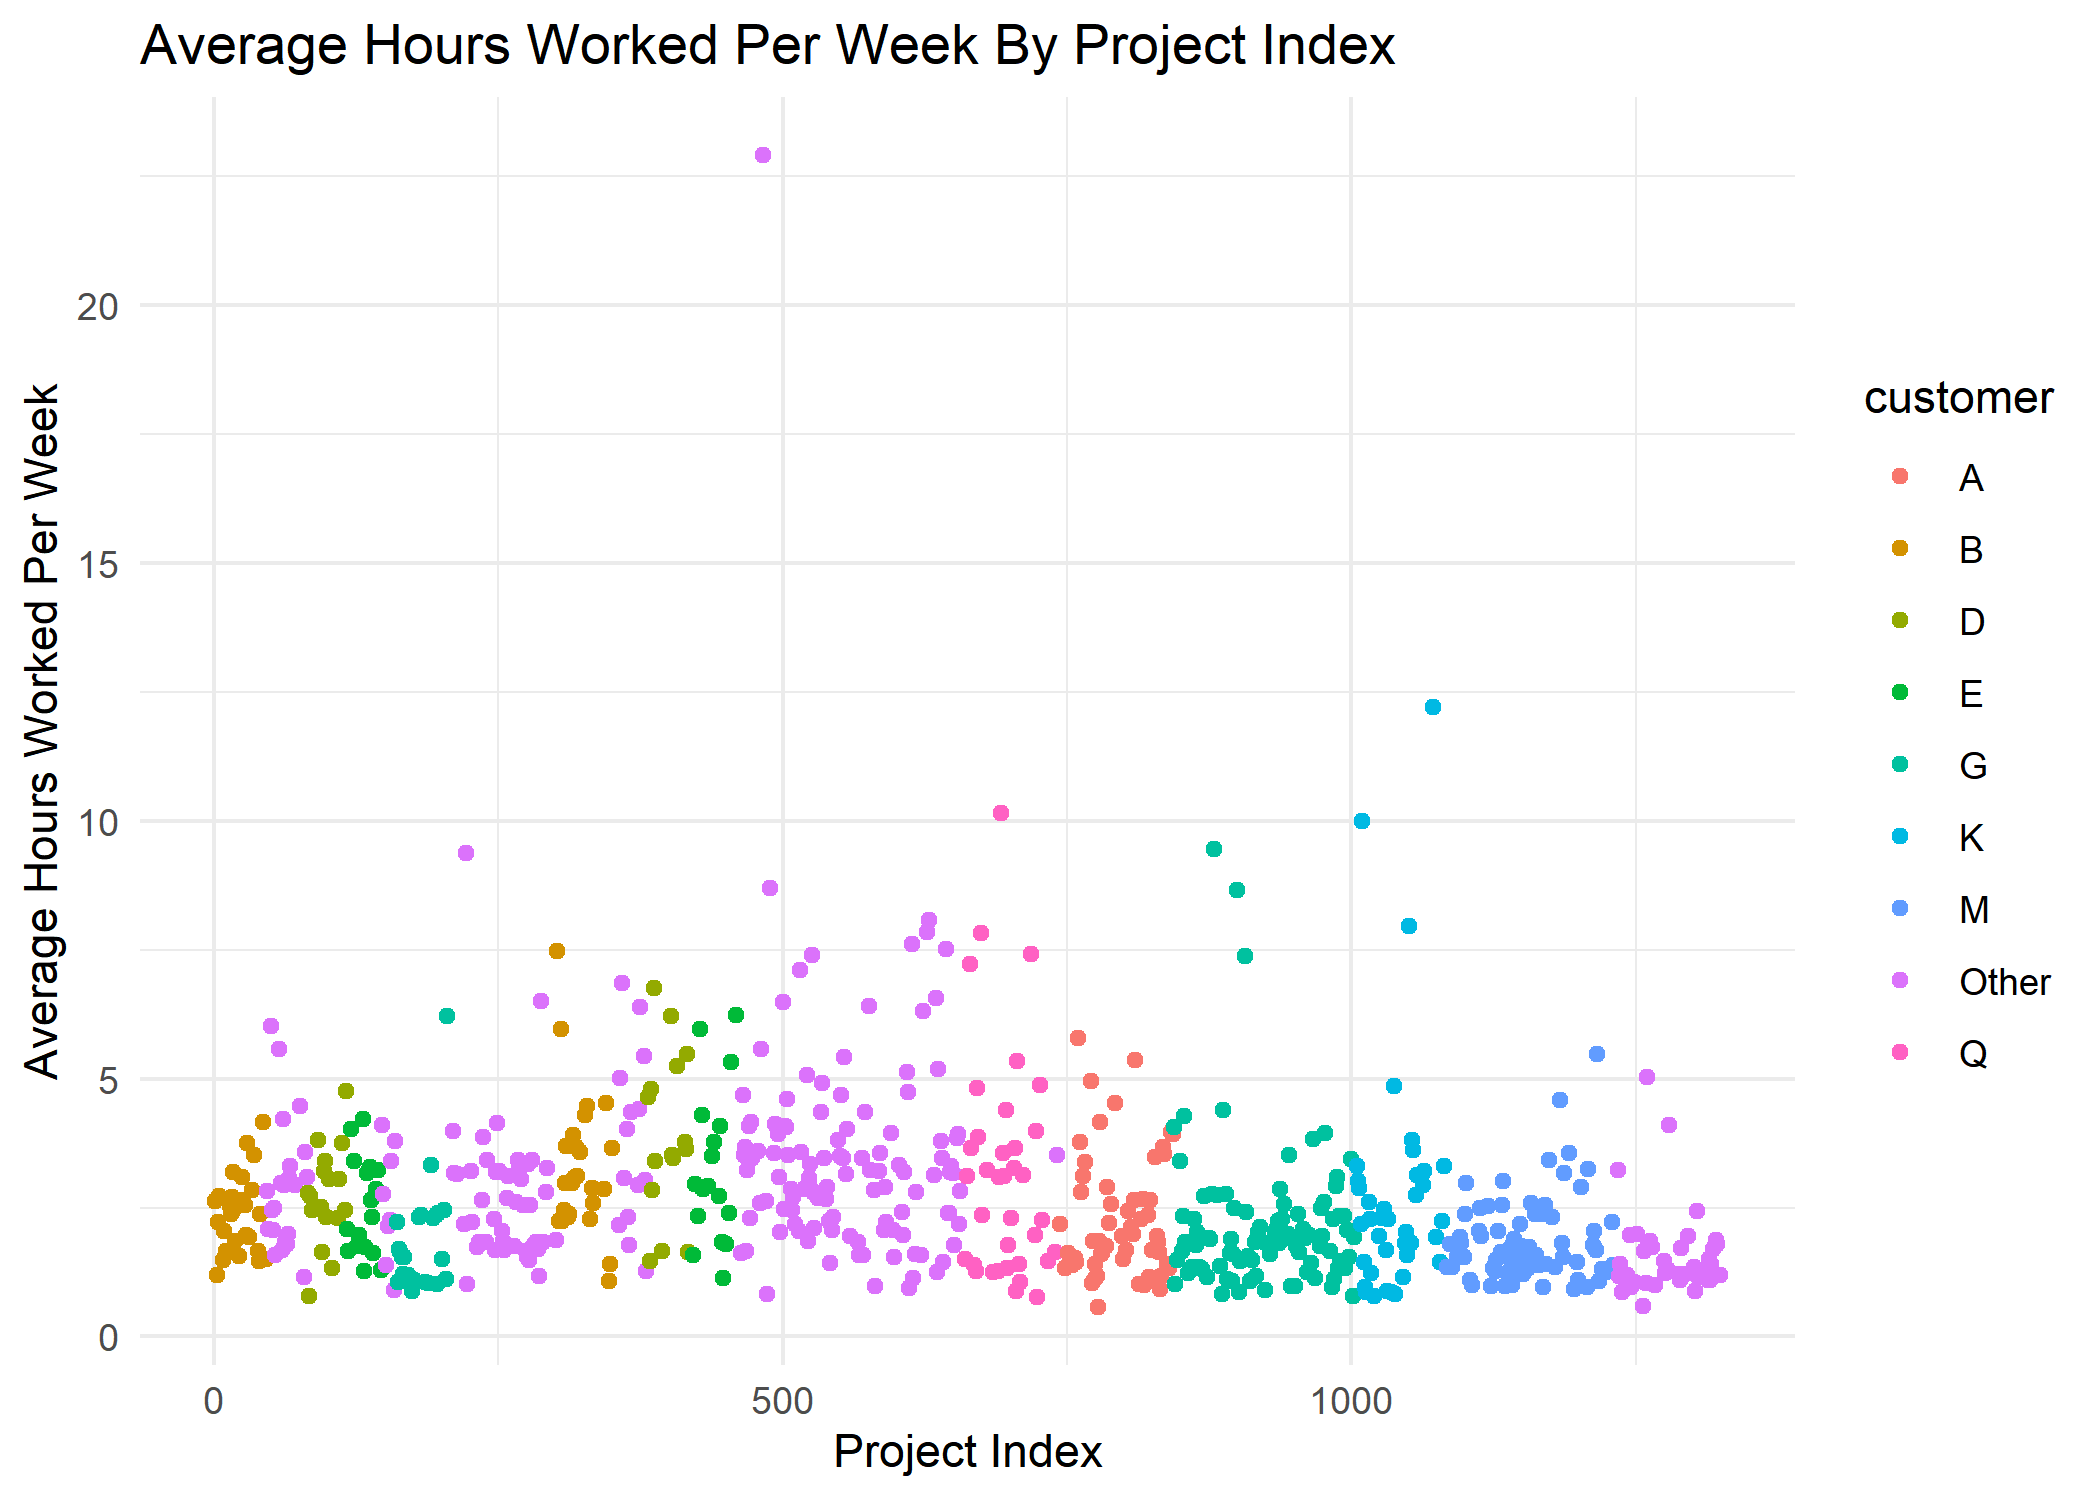 Average Hours Worked Per Week By Project Index
Average Hours Worked Per Week
20
15
10
5
0
0
500
1000
Project Index
customer
A
B
D
E
G
K
M
Other
Q